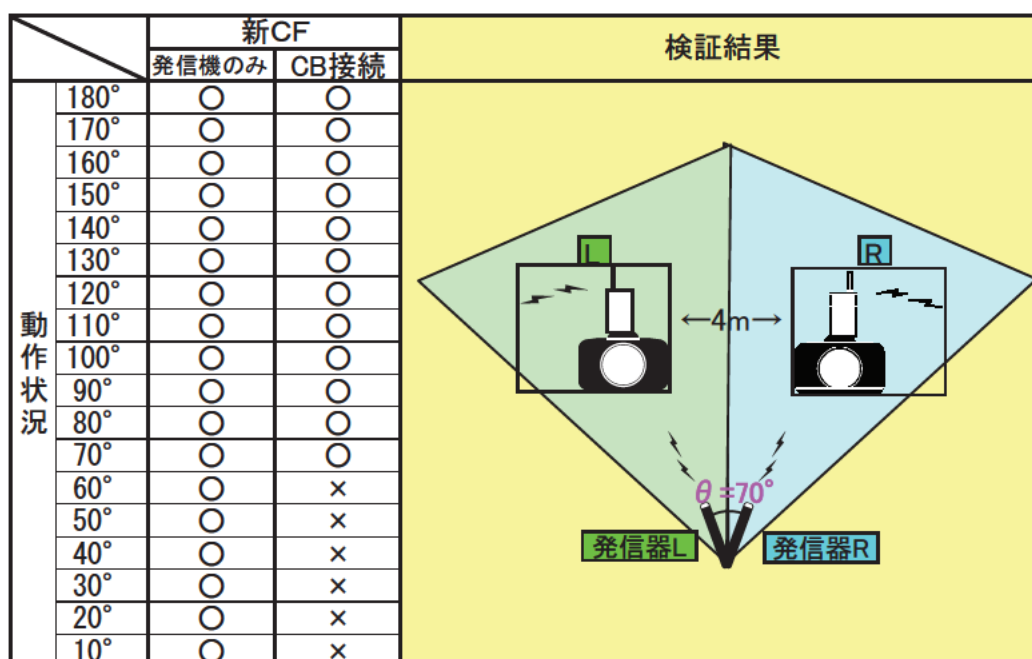 新CF
検証結果
発信機のみ CB接続
動作状況
180° ○ ○
170° ○ ○
160° ○ ○
150° ○ ○
140° ○ ○
130° ○ ○
120° ○ ○
110° ○ ○
100° ○ ○
90° ○ ○
80° ○ ○
70° ○ ○
60° ○ ×
50° ○ ×
40° ○ ×
30° ○ ×
20° ○ ×
10° ○ ×
L R
←4m→
θ=70°
発信器L 発信器R